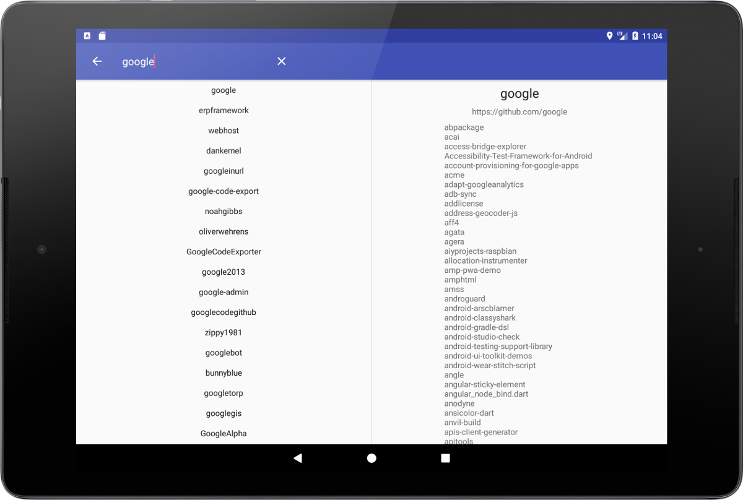 11:04
google
google
erpframework
webhost
dankernel
googleinurl
google-code-export
noahgibbs
oliverwehrens
GoogleCodeExporter
google2013
google-admin
googlecodegithub
zippy1981
googlebot
bunnyblue
googletorp
googlegis
GoogleAlpha
google
https://github.com/google
abpackage
acai
access-bridge-explorer
Accessibility-Test-Framework-for-Android
account-provisioning-for-google-apps
acme
adapt-googleanalytics
adb-sync
addlicense
address-geocoder-js
aff4
agata
agera
aiyprojects-raspbian
allocation-instrumenter
amp-pwa-demo
amphtml
amss
androguard
android-arscblamer
android-classyshark
android-gradle-dsl
android-studio-check
android-testing-support-library
android-ui-toolkit-demos
android-wear-stitch-script
angle
angular-sticky-element
angular_node_bind.dart
anodyne
ansicolor-dart
anvil-build
apis-client-generator
apitools